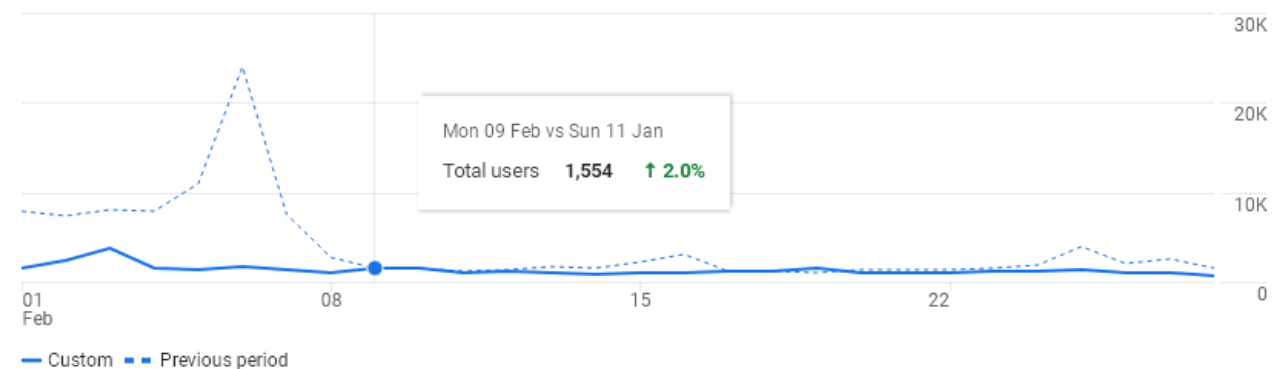 30K
20K
Mon 09 Feb vs Sun 11 Jan
Total users 1,554 ↑ 2.0%
10K
0
01 08 15 22
Feb
Custom Previous period